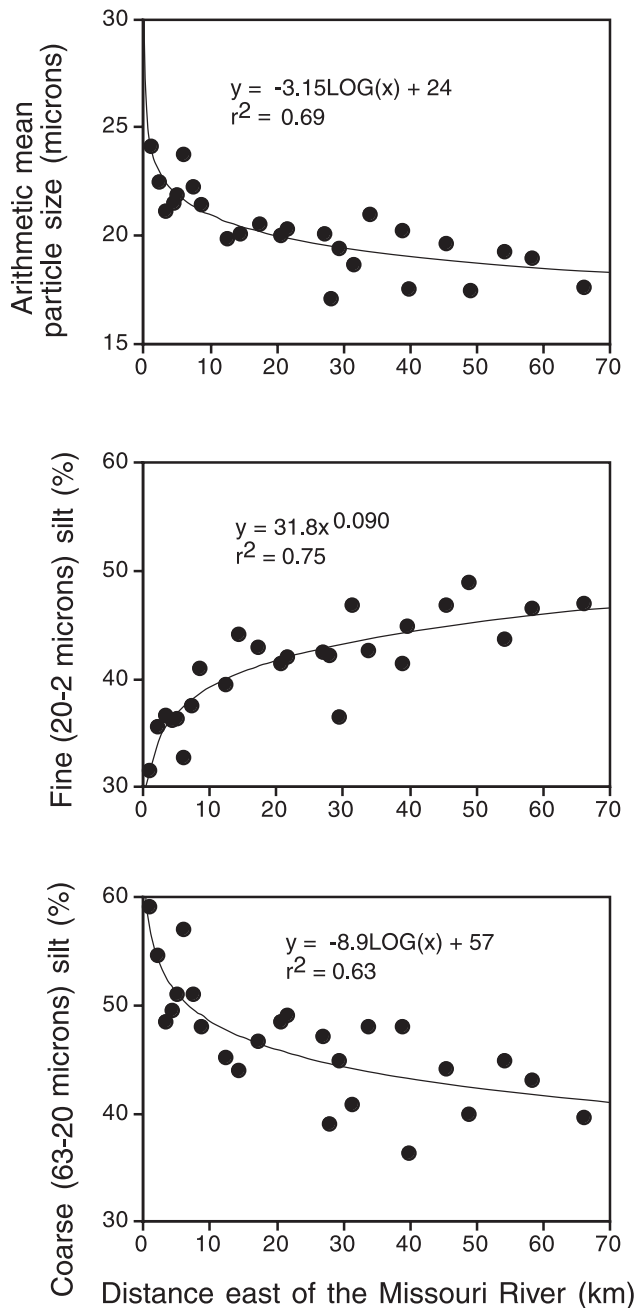 Arithmetic mean
particle size (microns)
30
25
20
15
y = -3.15LOG(x) + 24
r2 = 0.69
0 10 20 30 40 50 60 70
Fine (20-2 microns) silt (%)
60
50
40
30
y = 31.8x0.090
r2 = 0.75
0 10 20 30 40 50 60 70
Coarse (63-20 microns) silt (%)
60
50
40
30
y = -8.9LOG(x) + 57
r2 = 0.63
0 10 20 30 40 50 60 70
Distance east of the Missouri River (km)